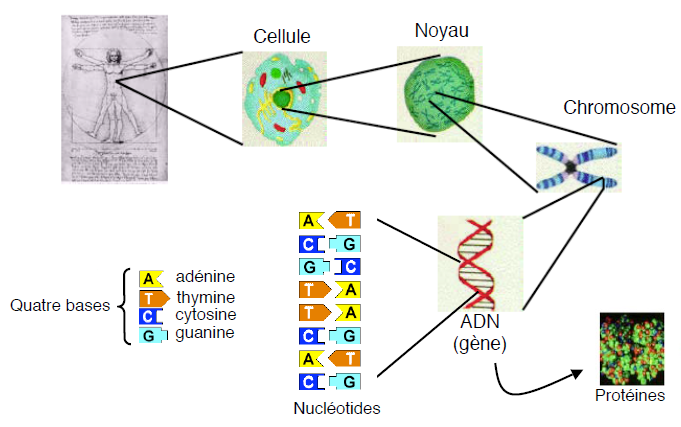 Cellule
Noyau
Chromosome
A T
C G
G C
T A
T A
C G
A T
C G
Nucléotides
Quatre bases
A adénine
T thymine
C cytosine
G guanine
ADN
(gène)
Protéines